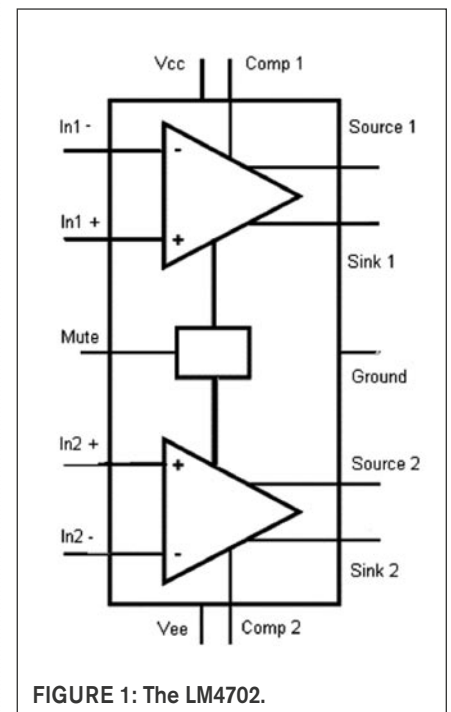 Vcc
Comp 1
In1 -
Source 1
-
In1 +
+
Sink 1
Mute
Ground
In2 +
+
Source 2
In2 -
-
Sink 2
Vee
Comp 2
FIGURE 1: The LM4702.